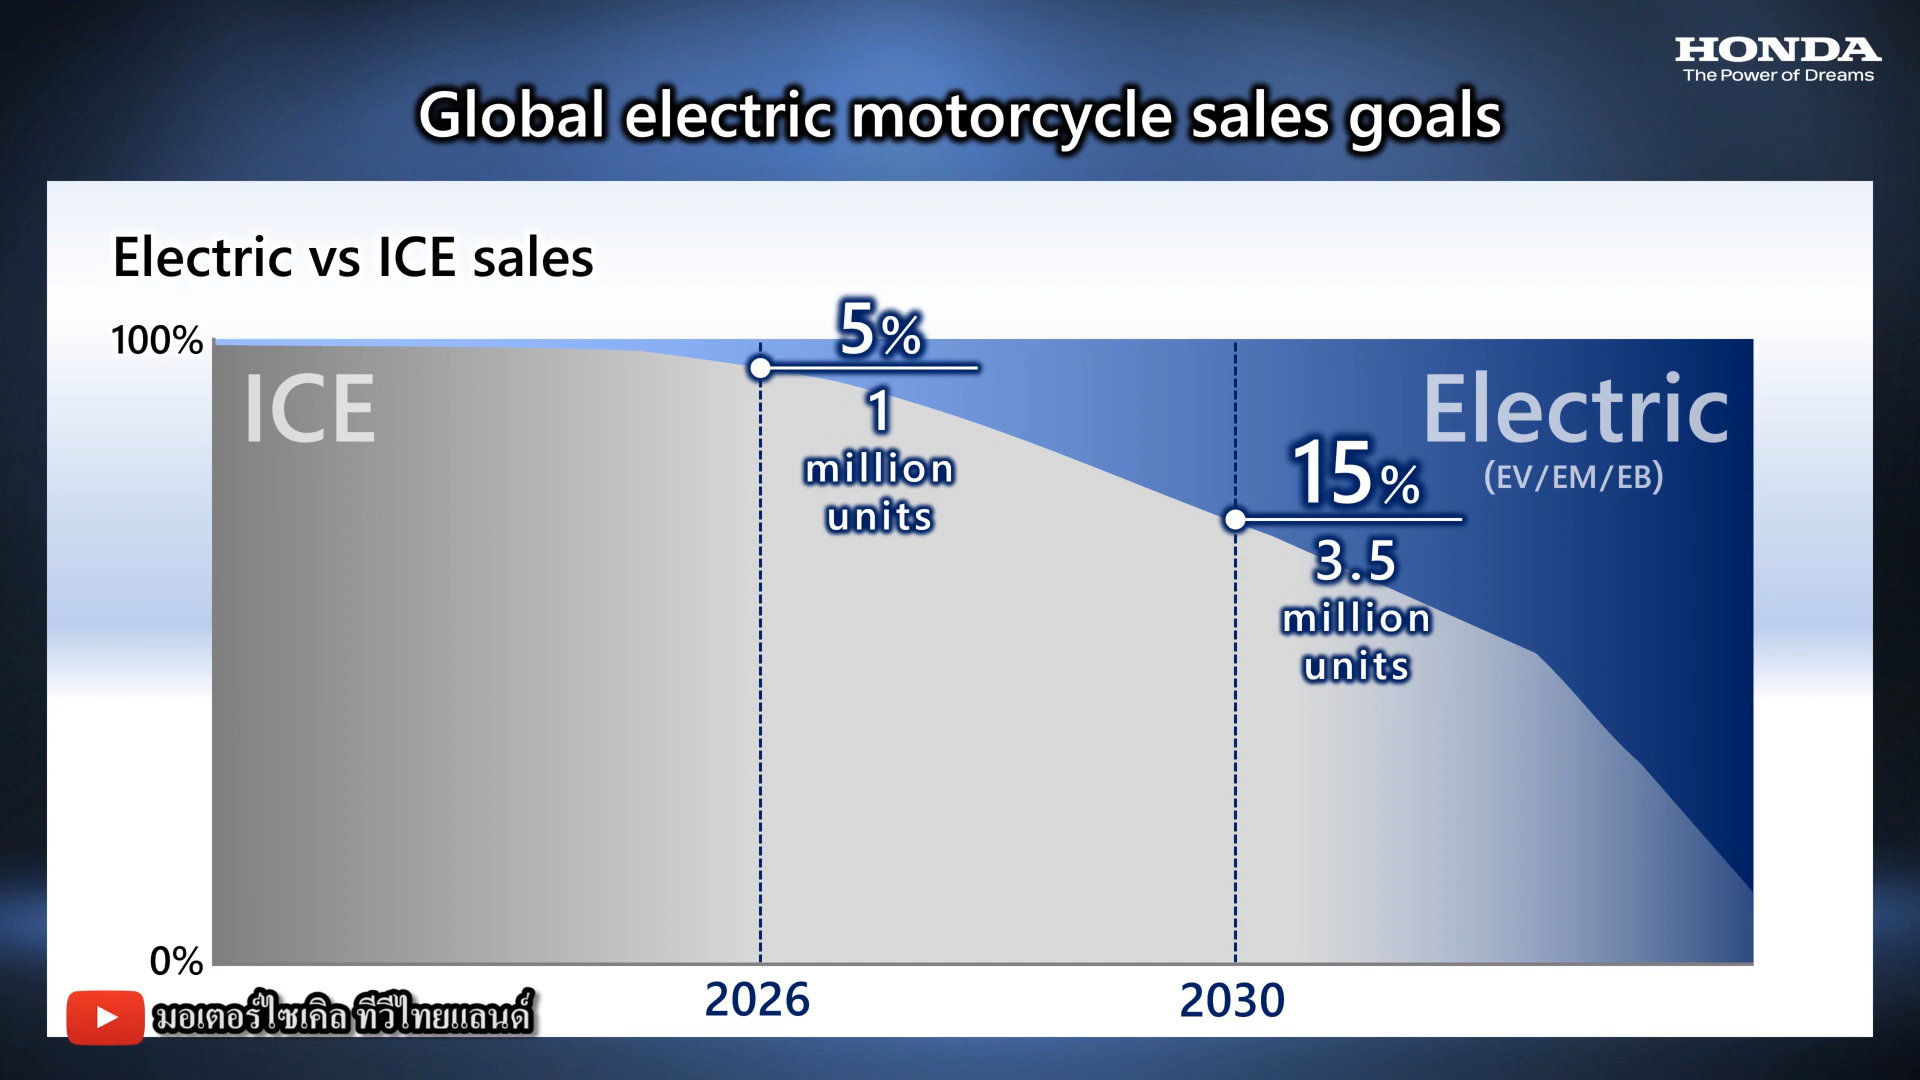 HONDA
The Power of Dreams
Global electric motorcycle sales goals
Electric vs ICE sales
100%
ICE
5%
1
million
units
Electric
(EV/EM/EB)
15%
3.5
million
units
0%
2026
2030
มอเตอร์ไซเคิล ทีวีไทยแลนด์